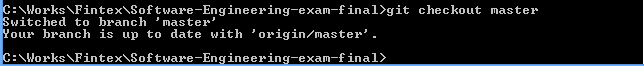 C:\Works\Fintex\Software-Engineering-exam-final>git checkout master
Switched to branch 'master'
Your branch is up to date with 'origin/master'.
C:\Works\Fintex\Software-Engineering-exam-final>